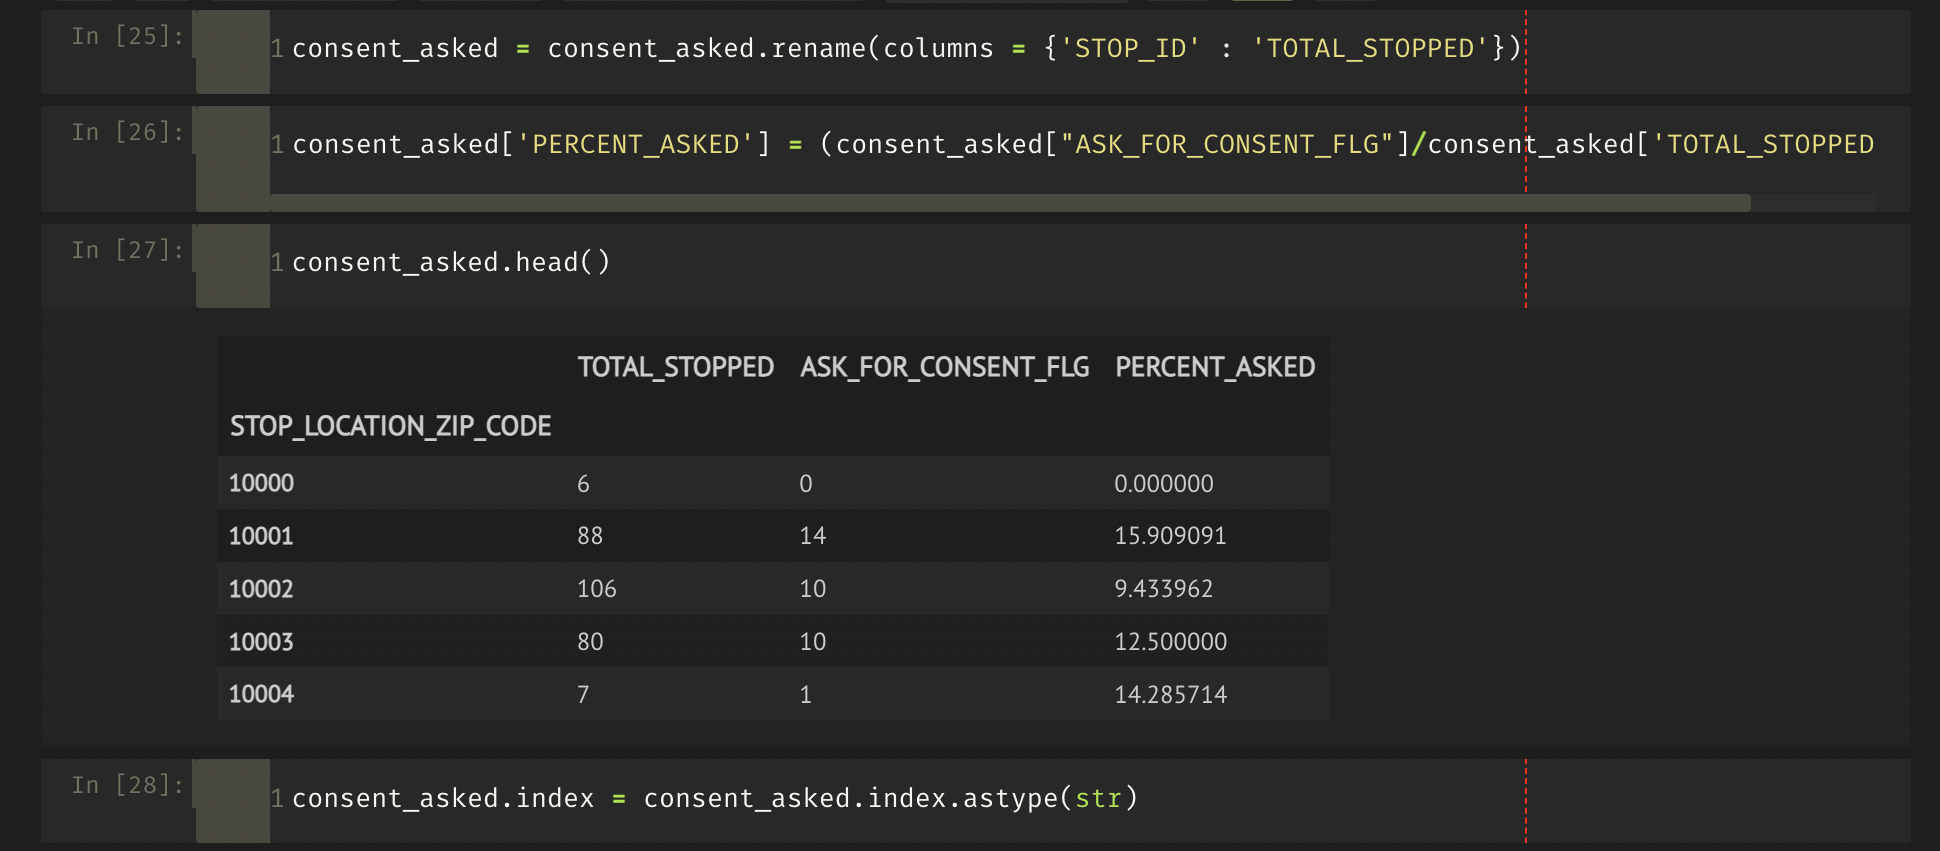 In [25]: 1 consent_asked = consent_asked.rename(columns = {'STOP_ID' : 'TOTAL_STOPPED'})
In [26]: 1 consent_asked['PERCENT_ASKED'] = (consent_asked["ASK_FOR_CONSENT_FLG"]/consent_asked['TOTAL_STOPPED
In [27]: 1 consent_asked.head()
TOTAL_STOPPED ASK_FOR_CONSENT_FLG PERCENT_ASKED
STOP_LOCATION_ZIP_CODE
10000 6 0 0.000000
10001 88 14 15.909091
10002 106 10 9.433962
10003 80 10 12.500000
10004 7 1 14.285714
In [28]: 1 consent_asked.index = consent_asked.index.astype(str)